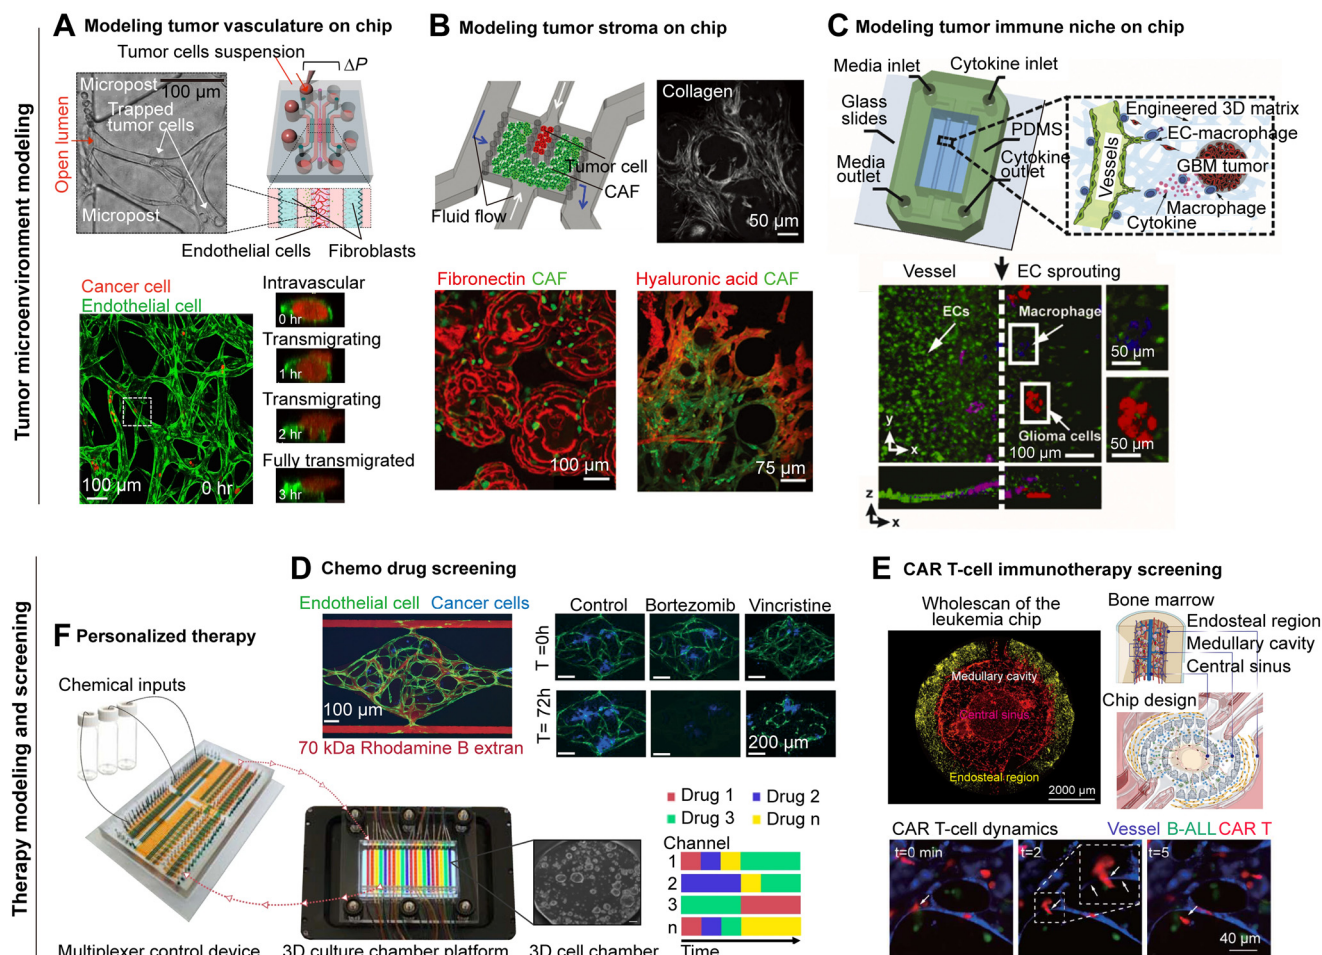 Tumor microenvironment modeling
A Modeling tumor vasculature on chip
Tumor cells suspension
ΔP
Micropost
100 µm
Trapped
tumor cells
Open lumen
Micropost
Endothelial cells
Fibroblasts
Cancer cell
Endothelial cell
100 µm
0 hr
Intravascular
0 hr
Transmigrating
1 hr
Transmigrating
2 hr
Fully transmigrated
3 hr
B Modeling tumor stroma on chip
Tumor cell
CAF
Fluid flow
Collagen
50 µm
Fibronectin CAF
100 µm
Hyaluronic acid CAF
75 µm
C Modeling tumor immune niche on chip
Media inlet
Cytokine inlet
Glass
slides
PDMS
Media
outlet
Cytokine
outlet
Engineered 3D matrix
EC-macrophage
GBM tumor
Vessels
Macrophage
Cytokine
Vessel
EC sprouting
ECs
Macrophage
Glioma cells
100 µm
y
x
z
x
50 µm
50 µm
Therapy modeling and screening
D Chemo drug screening
Endothelial cell Cancer cells
100 µm
70 kDa Rhodamine B extran
Control
Bortezomib
Vincristine
T =0h
T= 72h
200 µm
E CAR T-cell immunotherapy screening
Wholescan of the
leukemia chip
Medullary cavity
Central sinus
Endosteal region
2000 µm
Bone marrow
Endosteal region
Medullary cavity
Central sinus
Chip design
CAR T-cell dynamics
Vessel B-ALL CAR T
t=0 min
t=2
t=5
40 µm
F Personalized therapy
Chemical inputs
Multiplexer control device
3D culture chamber platform
3D cell chamber
Drug 1
Drug 2
Drug 3
Drug n
Channel
1
2
3
n
Time